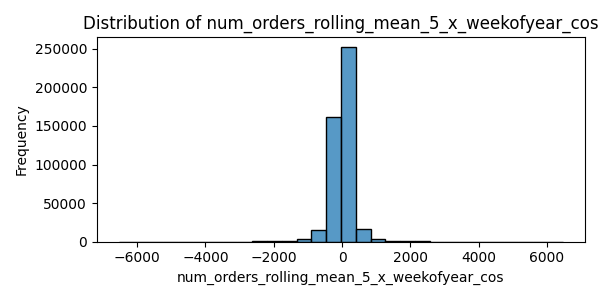 Distribution of num_orders_rolling_mean_5_x_weekofyear_cos
250000
200000
150000
100000
50000
0
Frequency
−6000 −4000 −2000 0 2000 4000 6000
num_orders_rolling_mean_5_x_weekofyear_cos